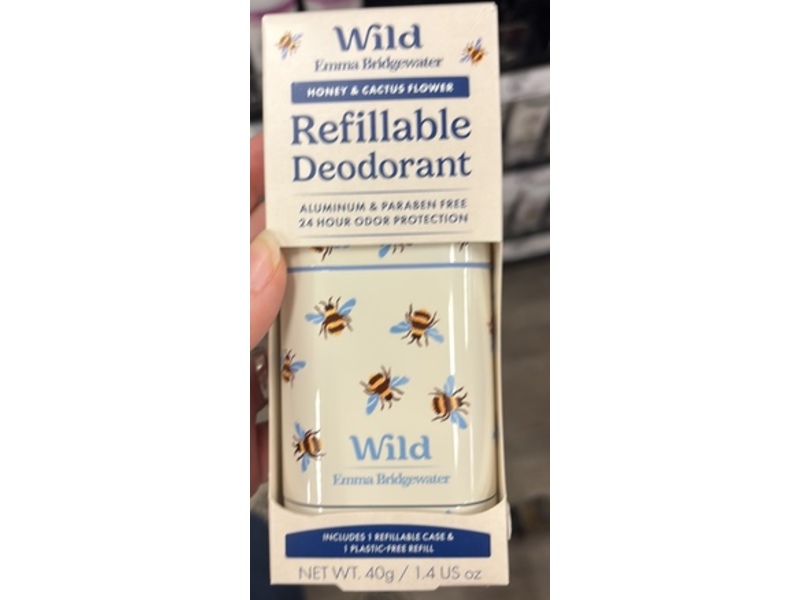 Wild
Emma Bridgewater
HONEY & CACTUS FLOWER
Refillable
Deodorant
ALUMINUM & PARABEN FREE
24 HOUR ODOR PROTECTION
Wild
Emma Bridgewater
INCLUDES 1 REFILLABLE CASE &
1 PLASTIC-FREE REFILL
NET WT. 40g / 1.4 US oz